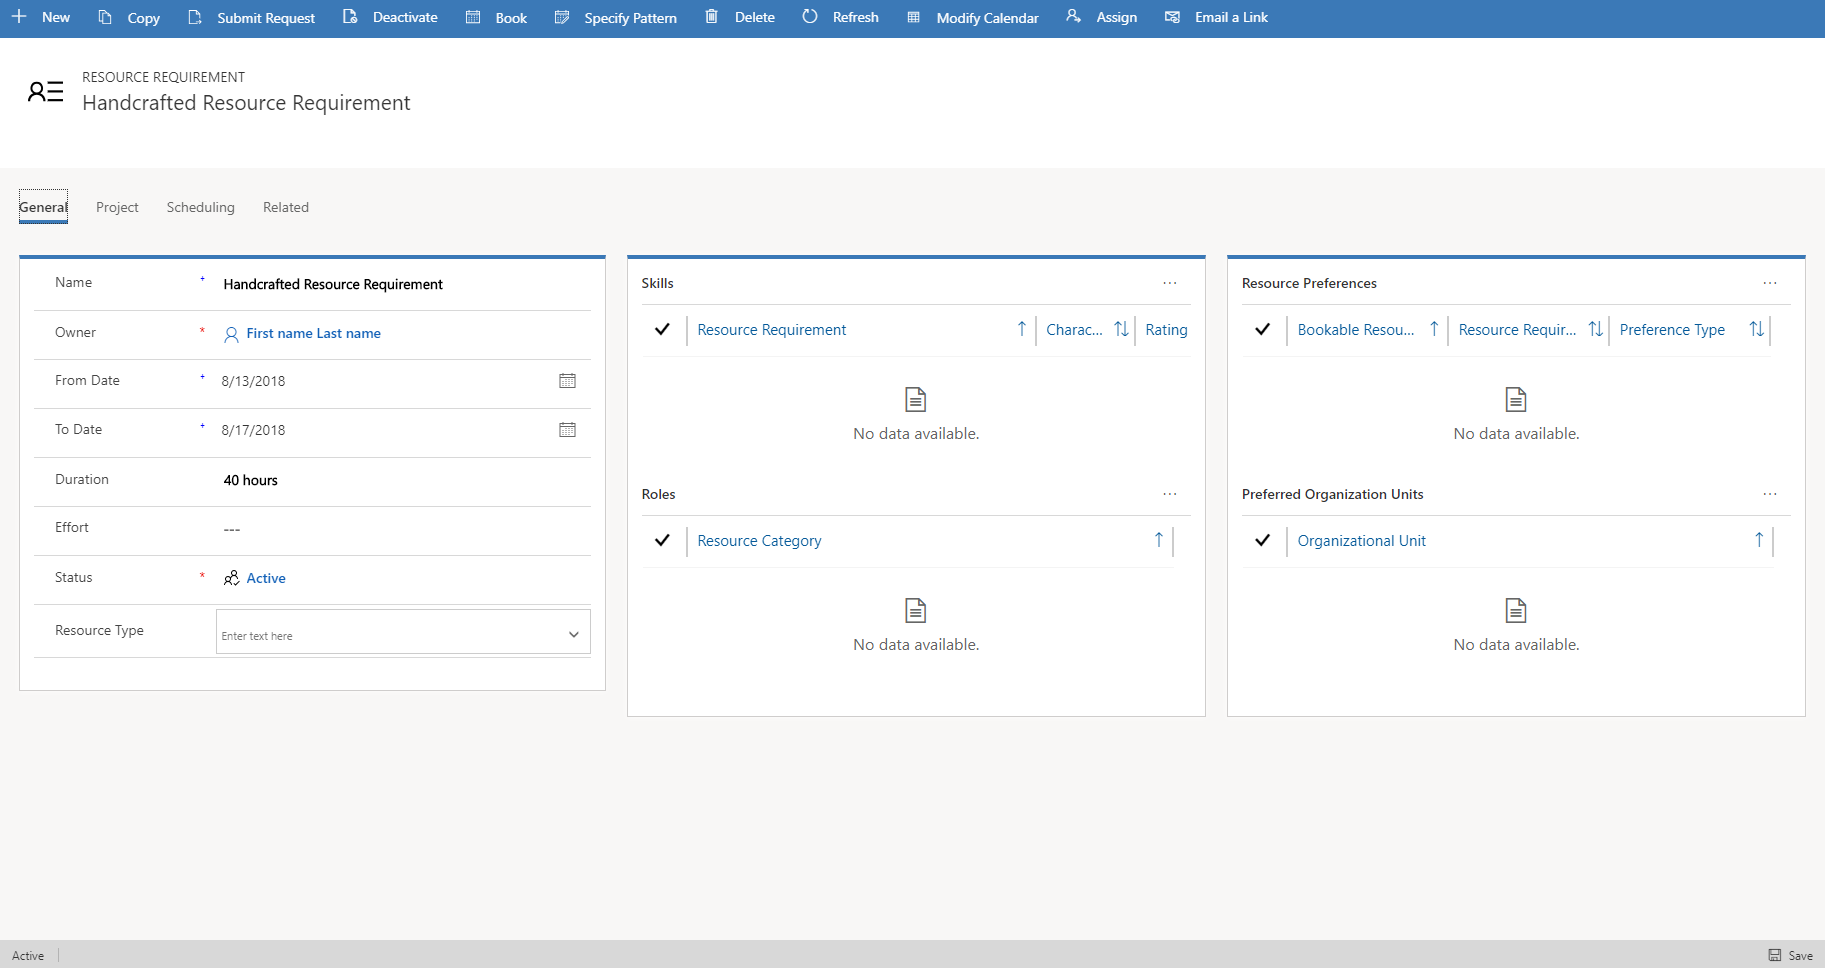 New Copy Submit Request Deactivate Book Specify Pattern Delete Refresh Modify Calendar Assign Email a Link
RESOURCE REQUIREMENT
Handcrafted Resource Requirement
General Project Scheduling Related
Name + Handcrafted Resource Requirement
Owner * First name Last name
From Date + 8/13/2018
To Date + 8/17/2018
Duration 40 hours
Effort ---
Status * Active
Resource Type Enter text here
Skills ...
Resource Requirement Charac... Rating
No data available.
Roles ...
Resource Category
No data available.
Resource Preferences ...
Bookable Resou... Resource Requir... Preference Type
No data available.
Preferred Organization Units ...
Organizational Unit
No data available.
Active Save